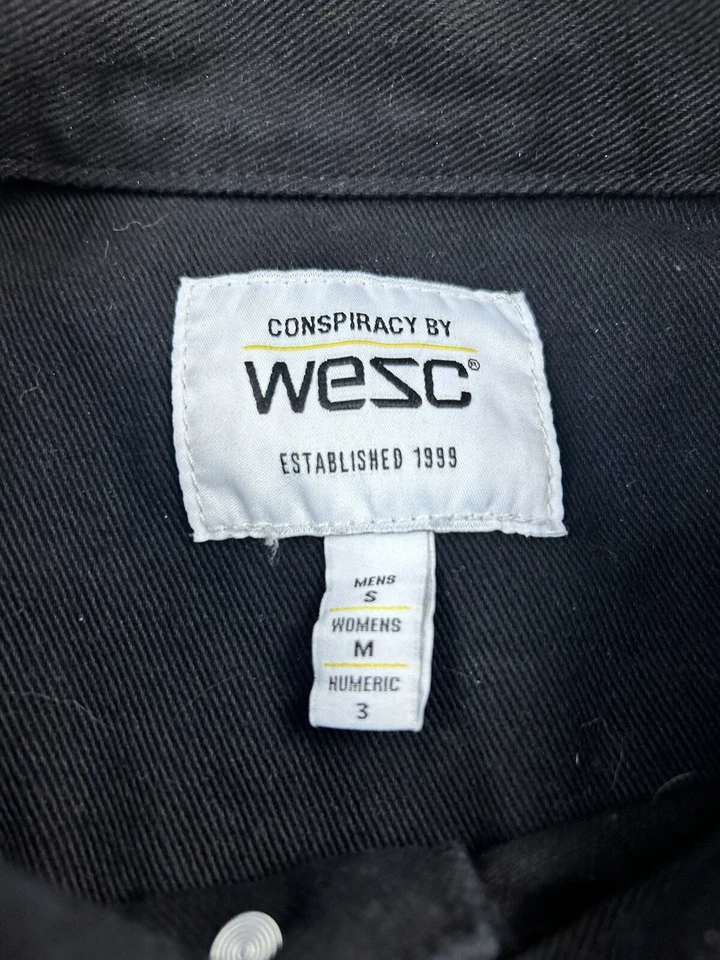 CONSPIRACY BY
wesc®
ESTABLISHED 1999
MENS
S
WOMENS
M
NUMERIC
3